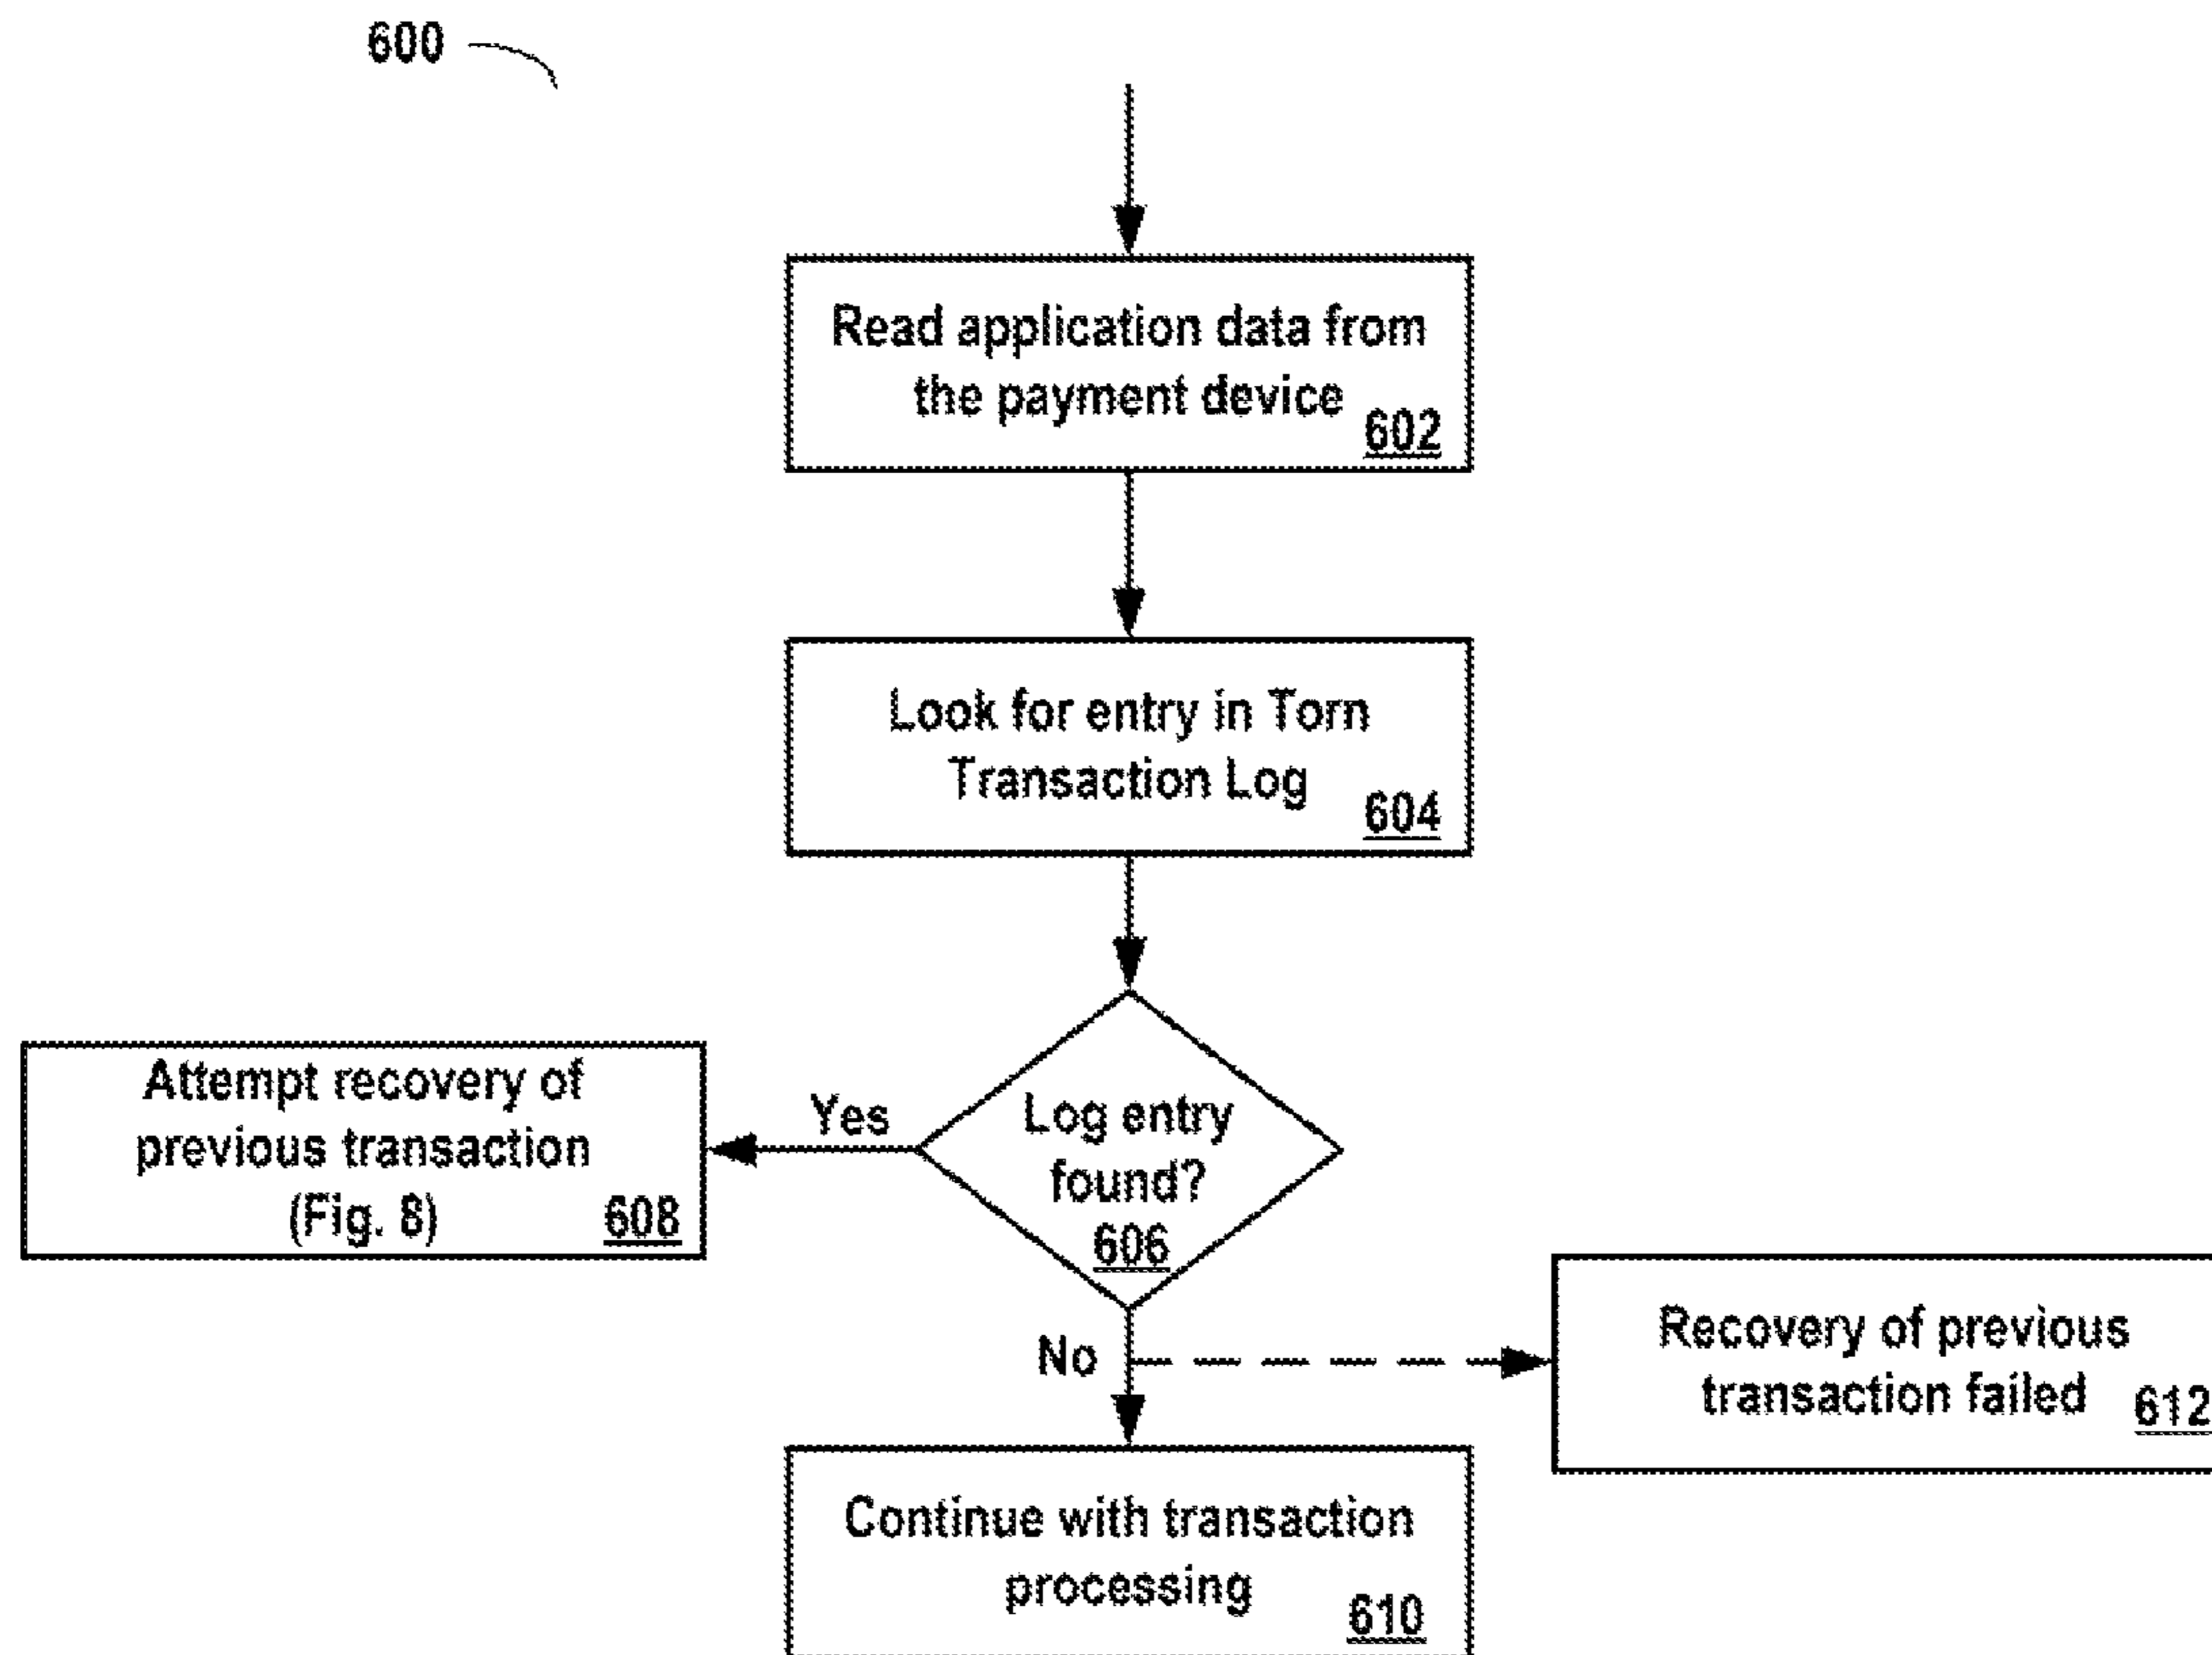 600
Read application data from
the payment device
602
Look for entry in Torn
Transaction Log
604
Attempt recovery of
previous transaction
(Fig. 8)
608
Yes
Log entry
found?
606
No
Recovery of previous
transaction failed
612
Continue with transaction
processing
610